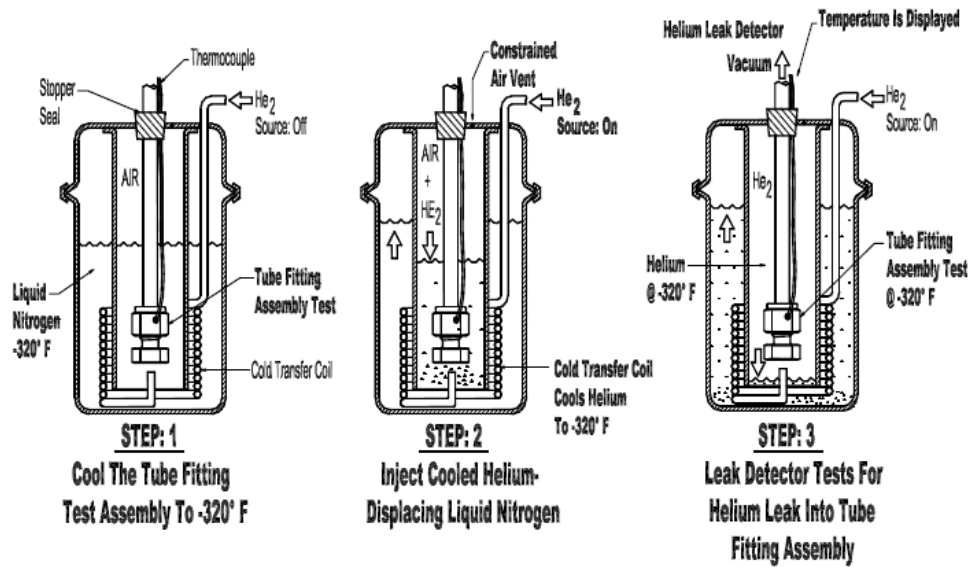 Thermocouple
Stopper
Seal
He2
Source: Off
AIR
Liquid
Nitrogen
-320° F
Tube Fitting
Assembly Test
Cold Transfer Coil
STEP: 1
Cool The Tube Fitting
Test Assembly To -320° F
Constrained
Air Vent
He2
Source: On
AIR
+
HE2
Cold Transfer Coil
Cools Helium
To -320° F
STEP: 2
Inject Cooled Helium-
Displacing Liquid Nitrogen
Helium Leak Detector
Vacuum
Temperature Is Displayed
He2
Source: On
He2
Helium
@ -320° F
Tube Fitting
Assembly Test
@ -320° F
STEP: 3
Leak Detector Tests For
Helium Leak Into Tube
Fitting Assembly